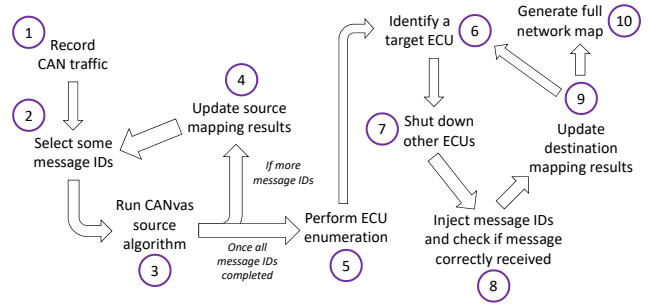 1
Record
CAN traffic
2
Select some
message IDs
Run CANvas
source
algorithm
3
4
Update source
mapping results
If more
message IDs
Once all
message IDs
completed
Perform ECU
enumeration
5
Identify a
target ECU
6
7
Shut down
other ECUs
Inject message IDs
and check if message
correctly received
8
9
Update
destination
mapping results
Generate full
network map
10